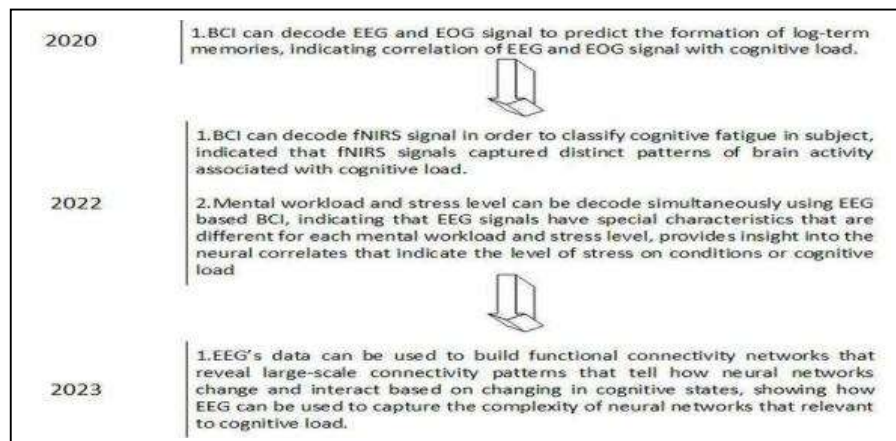 2020
1.BCI can decode EEG and EOG signal to predict the formation of log-term
memories, indicating correlation of EEG and EOG signal with cognitive load.
1.BCI can decode fNIRS signal in order to classify cognitive fatigue in subject,
indicated that fNIRS signals captured distinct patterns of brain activity
associated with cognitive load.
2022
2.Mental workload and stress level can be decode simultaneously using EEG
based BCI, indicating that EEG signals have special characteristics that are
different for each mental workload and stress level, provides insight into the
neural correlates that indicate the level of stress on conditions or cognitive
load
2023
1.EEG's data can be used to build functional connectivity networks that
reveal large-scale connectivity patterns that tell how neural networks
change and interact based on changing in cognitive states, showing how
EEG can be used to capture the complexity of neural networks that relevant
to cognitive load.